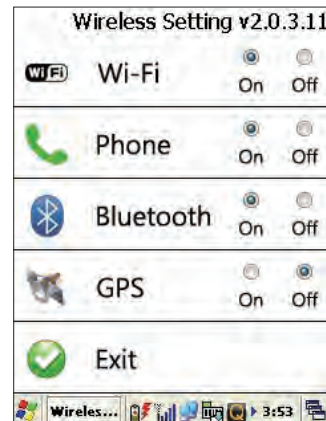 Wireless Setting v2.0.3.11
WiFi Wi-Fi On Off
Phone On Off
Bluetooth On Off
GPS On Off
Exit
Wireles... 3:53